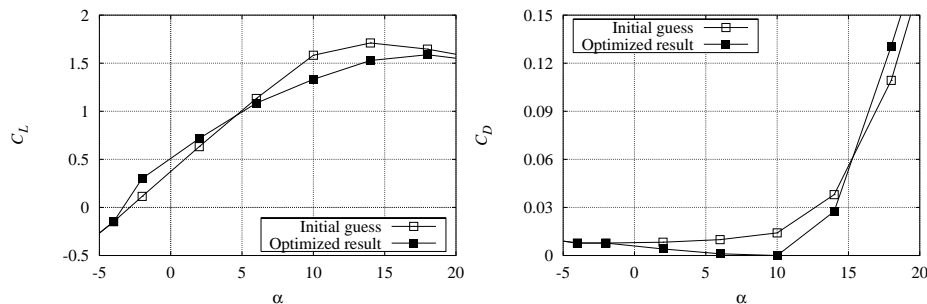 2
1.5
1
0.5
0
-0.5
C_L
-5 0 5 10 15 20
α
Initial guess
Optimized result
0.15
0.12
0.09
0.06
0.03
0
C_D
-5 0 5 10 15 20
α
Initial guess
Optimized result